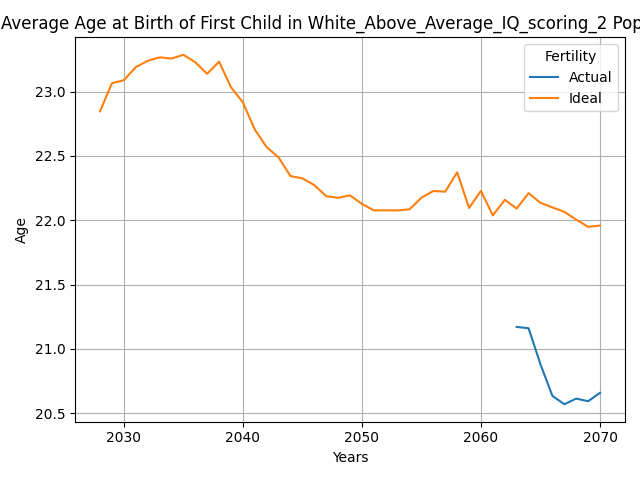 Average Age at Birth of First Child in White_Above_Average_IQ_scoring_2 Pop
Fertility
Actual
Ideal
23.0
22.5
22.0
21.5
21.0
20.5
Age
2030 2040 2050 2060 2070
Years